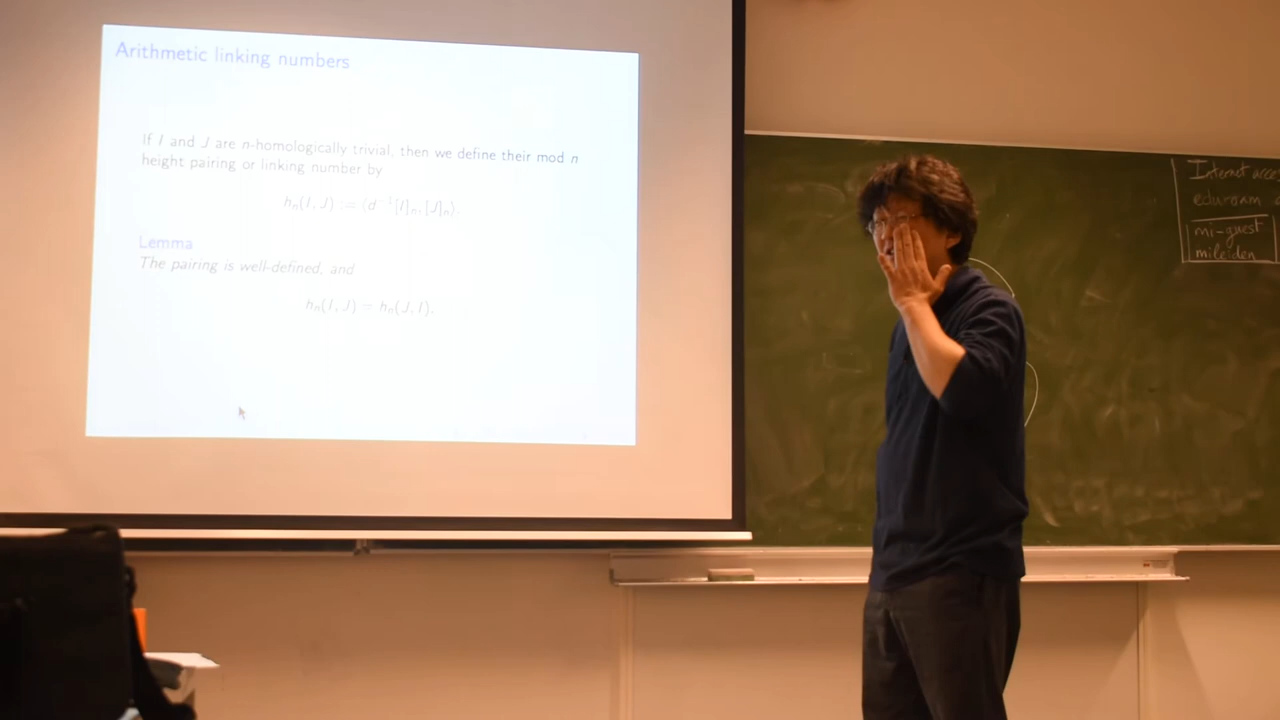 Arithmetic linking numbers
If I and J are n-homologically trivial, then we define their mod n
height pairing or linking number by
hₙ(I, J) := ⟨d⁻¹[I]ₙ, [J]ₙ⟩.
Lemma
The pairing is well-defined, and
hₙ(I, J) = hₙ(J, I).
Internet
eduroam
mi-guest
mileiden